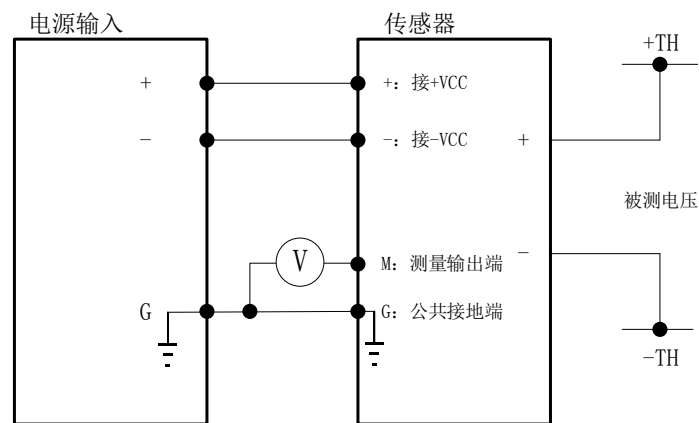 电源输入
传感器
+TH
+
+: 接+VCC
−
−: 接-VCC
+
被测电压
V
M: 测量输出端
−
G
G: 公共接地端
−TH